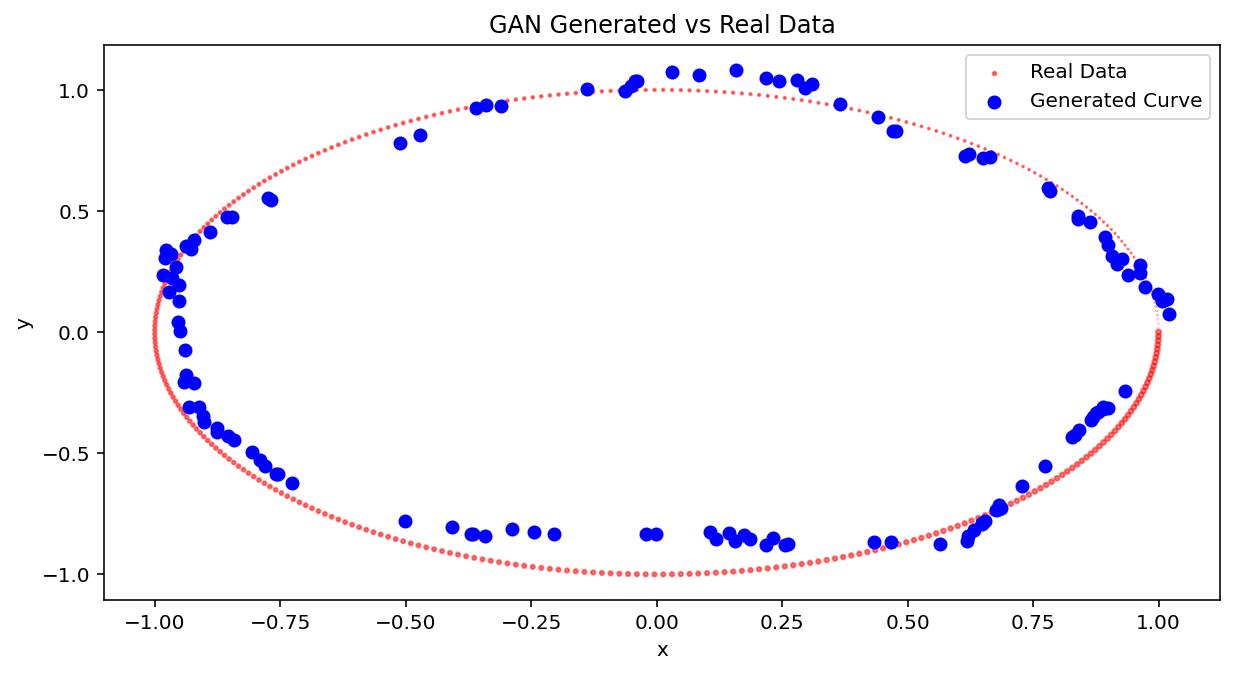 GAN Generated vs Real Data
Real Data
Generated Curve
1.0
0.5
0.0
−0.5
−1.0
y
−1.00 −0.75 −0.50 −0.25 0.00 0.25 0.50 0.75 1.00
x